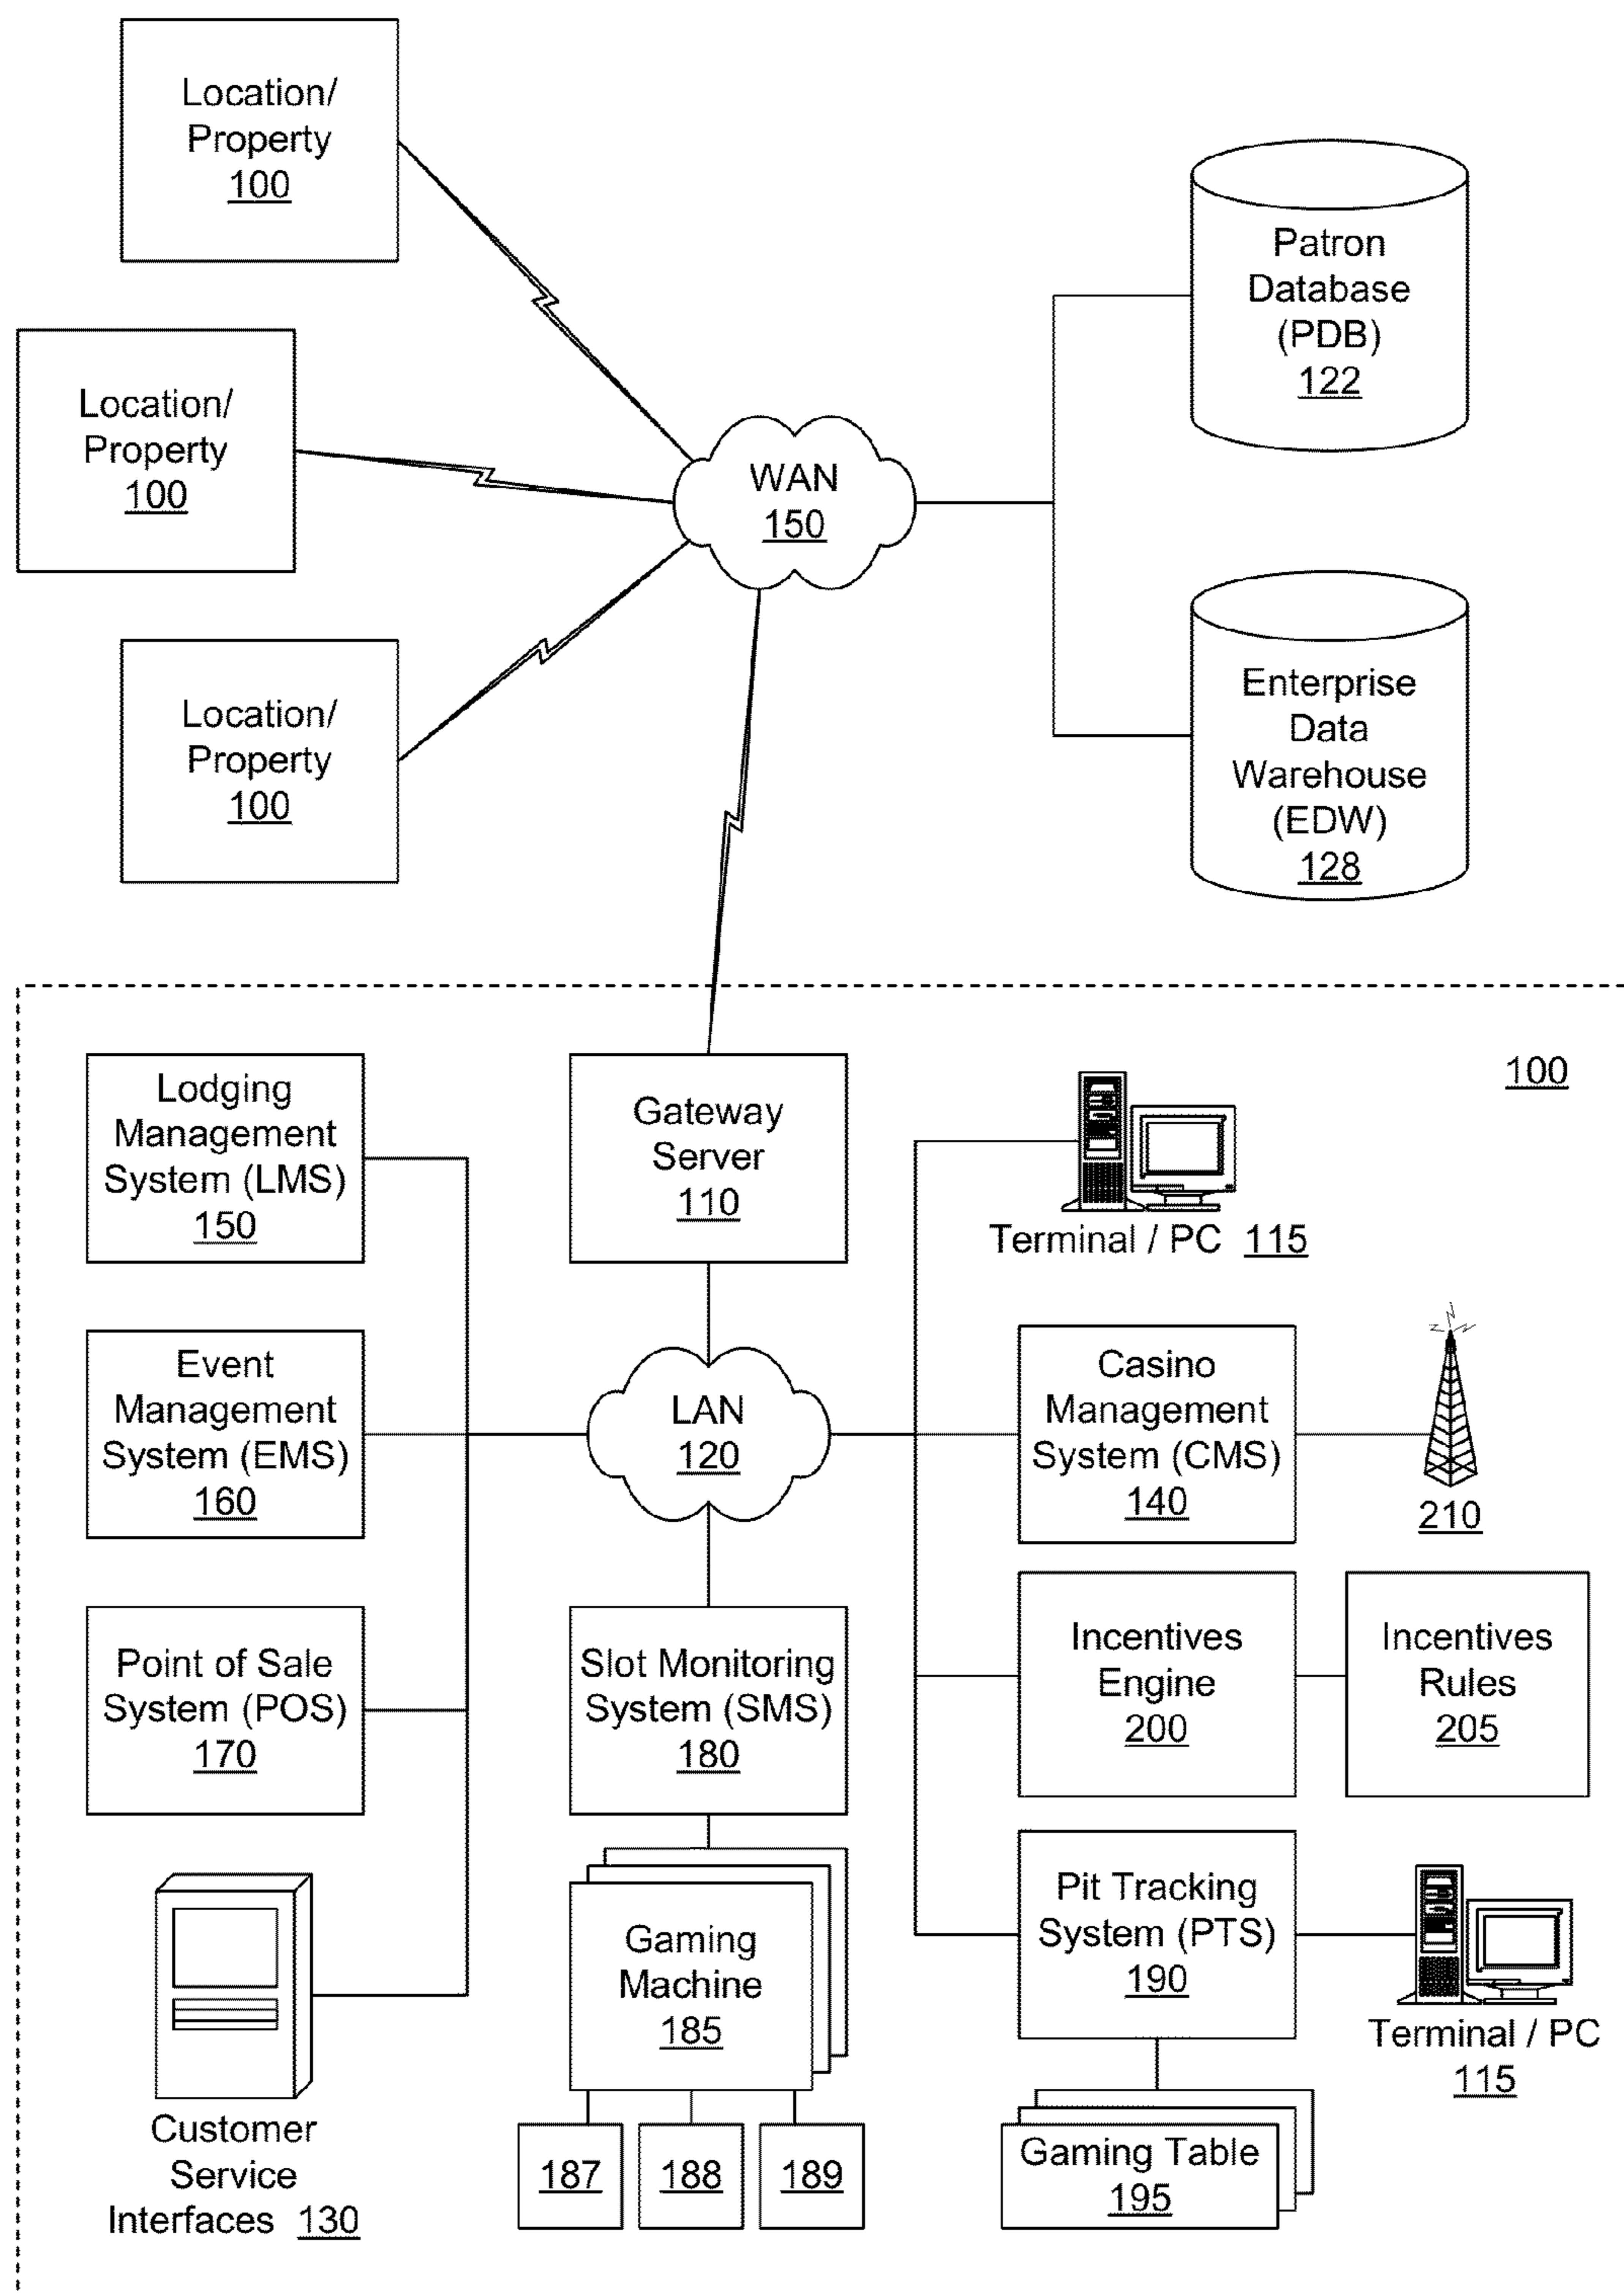 Location/
Property
100
Location/
Property
100
Location/
Property
100
WAN
150
Patron
Database
(PDB)
122
Enterprise
Data
Warehouse
(EDW)
128
100
Lodging
Management
System (LMS)
150
Gateway
Server
110
Terminal / PC 115
Event
Management
System (EMS)
160
LAN
120
Casino
Management
System (CMS)
140
210
Point of Sale
System (POS)
170
Slot Monitoring
System (SMS)
180
Incentives
Engine
200
Incentives
Rules
205
Customer
Service
Interfaces 130
Gaming
Machine
185
187
188
189
Pit Tracking
System (PTS)
190
Terminal / PC
115
Gaming Table
195